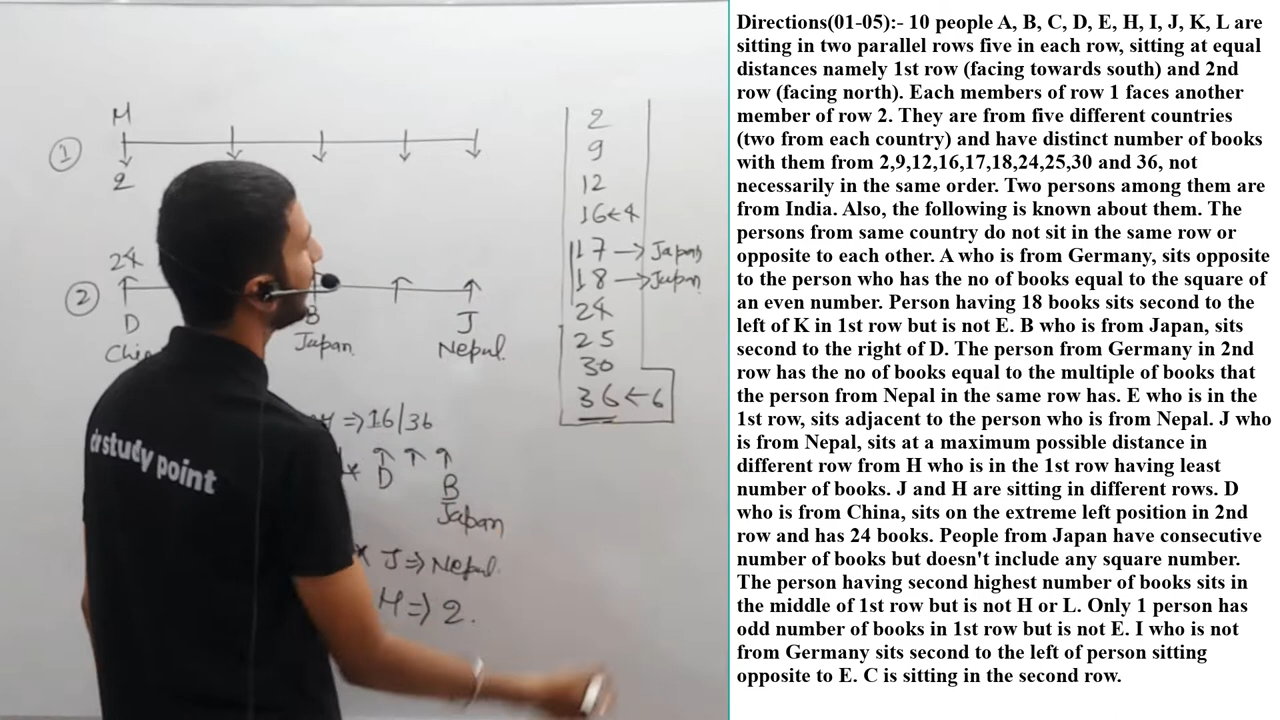 Directions(01-05):- 10 people A, B, C, D, E, H, I, J, K, L are
sitting in two parallel rows five in each row, sitting at equal
distances namely 1st row (facing towards south) and 2nd
row (facing north). Each members of row 1 faces another
member of row 2. They are from five different countries
(two from each country) and have distinct number of books
with them from 2,9,12,16,17,18,24,25,30 and 36, not
necessarily in the same order. Two persons among them are
from India. Also, the following is known about them. The
persons from same country do not sit in the same row or
opposite to each other. A who is from Germany, sits opposite
to the person who has the no of books equal to the square of
an even number. Person having 18 books sits second to the
left of K in 1st row but is not E. B who is from Japan, sits
second to the right of D. The person from Germany in 2nd
row has the no of books equal to the multiple of books that
the person from Nepal in the same row has. E who is in the
1st row, sits adjacent to the person who is from Nepal. J who
is from Nepal, sits at a maximum possible distance in
different row from H who is in the 1st row having least
number of books. J and H are sitting in different rows. D
who is from China, sits on the extreme left position in 2nd
row and has 24 books. People from Japan have consecutive
number of books but doesn't include any square number.
The person having second highest number of books sits in
the middle of 1st row but is not H or L. Only 1 person has
odd number of books in 1st row but is not E. I who is not
from Germany sits second to the left of person sitting
opposite to E. C is sitting in the second row.
H
1
2
24
2
D
B
J
Japan
Nepal
⇒16/36
D
B
Japan
J⇒Nepal
H⇒2.
2
9
12
16←4
17→Japan
18→Japan
24
25
30
36←6
dr study point